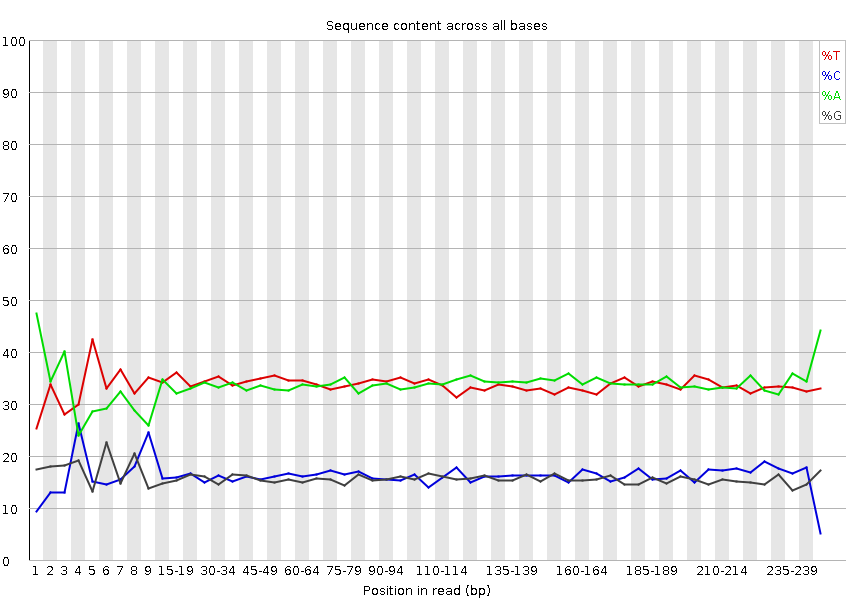 Sequence content across all bases
100
90
80
70
60
50
40
30
20
10
0
%T
%C
%A
%G
1 2 3 4 5 6 7 8 9 15-19 30-34 45-49 60-64 75-79 90-94 110-114 135-139 160-164 185-189 210-214 235-239
Position in read (bp)